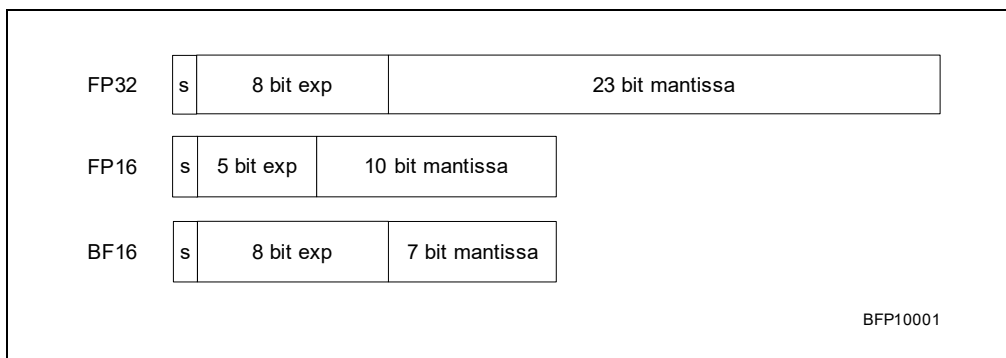 FP32 s 8 bit exp 23 bit mantissa
FP16 s 5 bit exp 10 bit mantissa
BF16 s 8 bit exp 7 bit mantissa
BFP10001